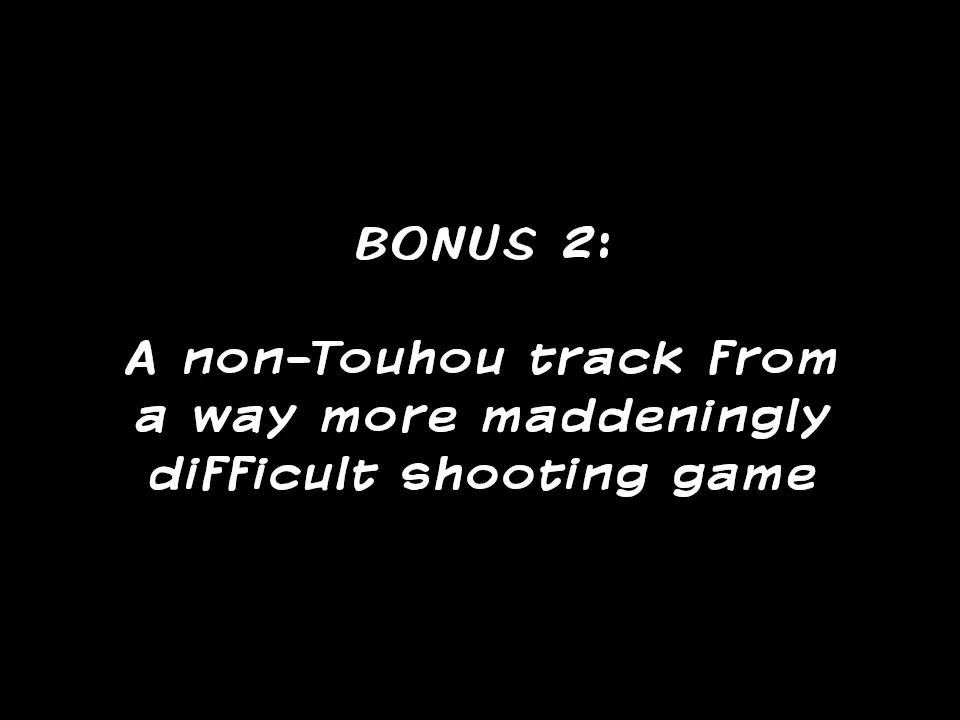 BONUS 2:
A non-Touhou track from
a way more maddeningly
difficult shooting game